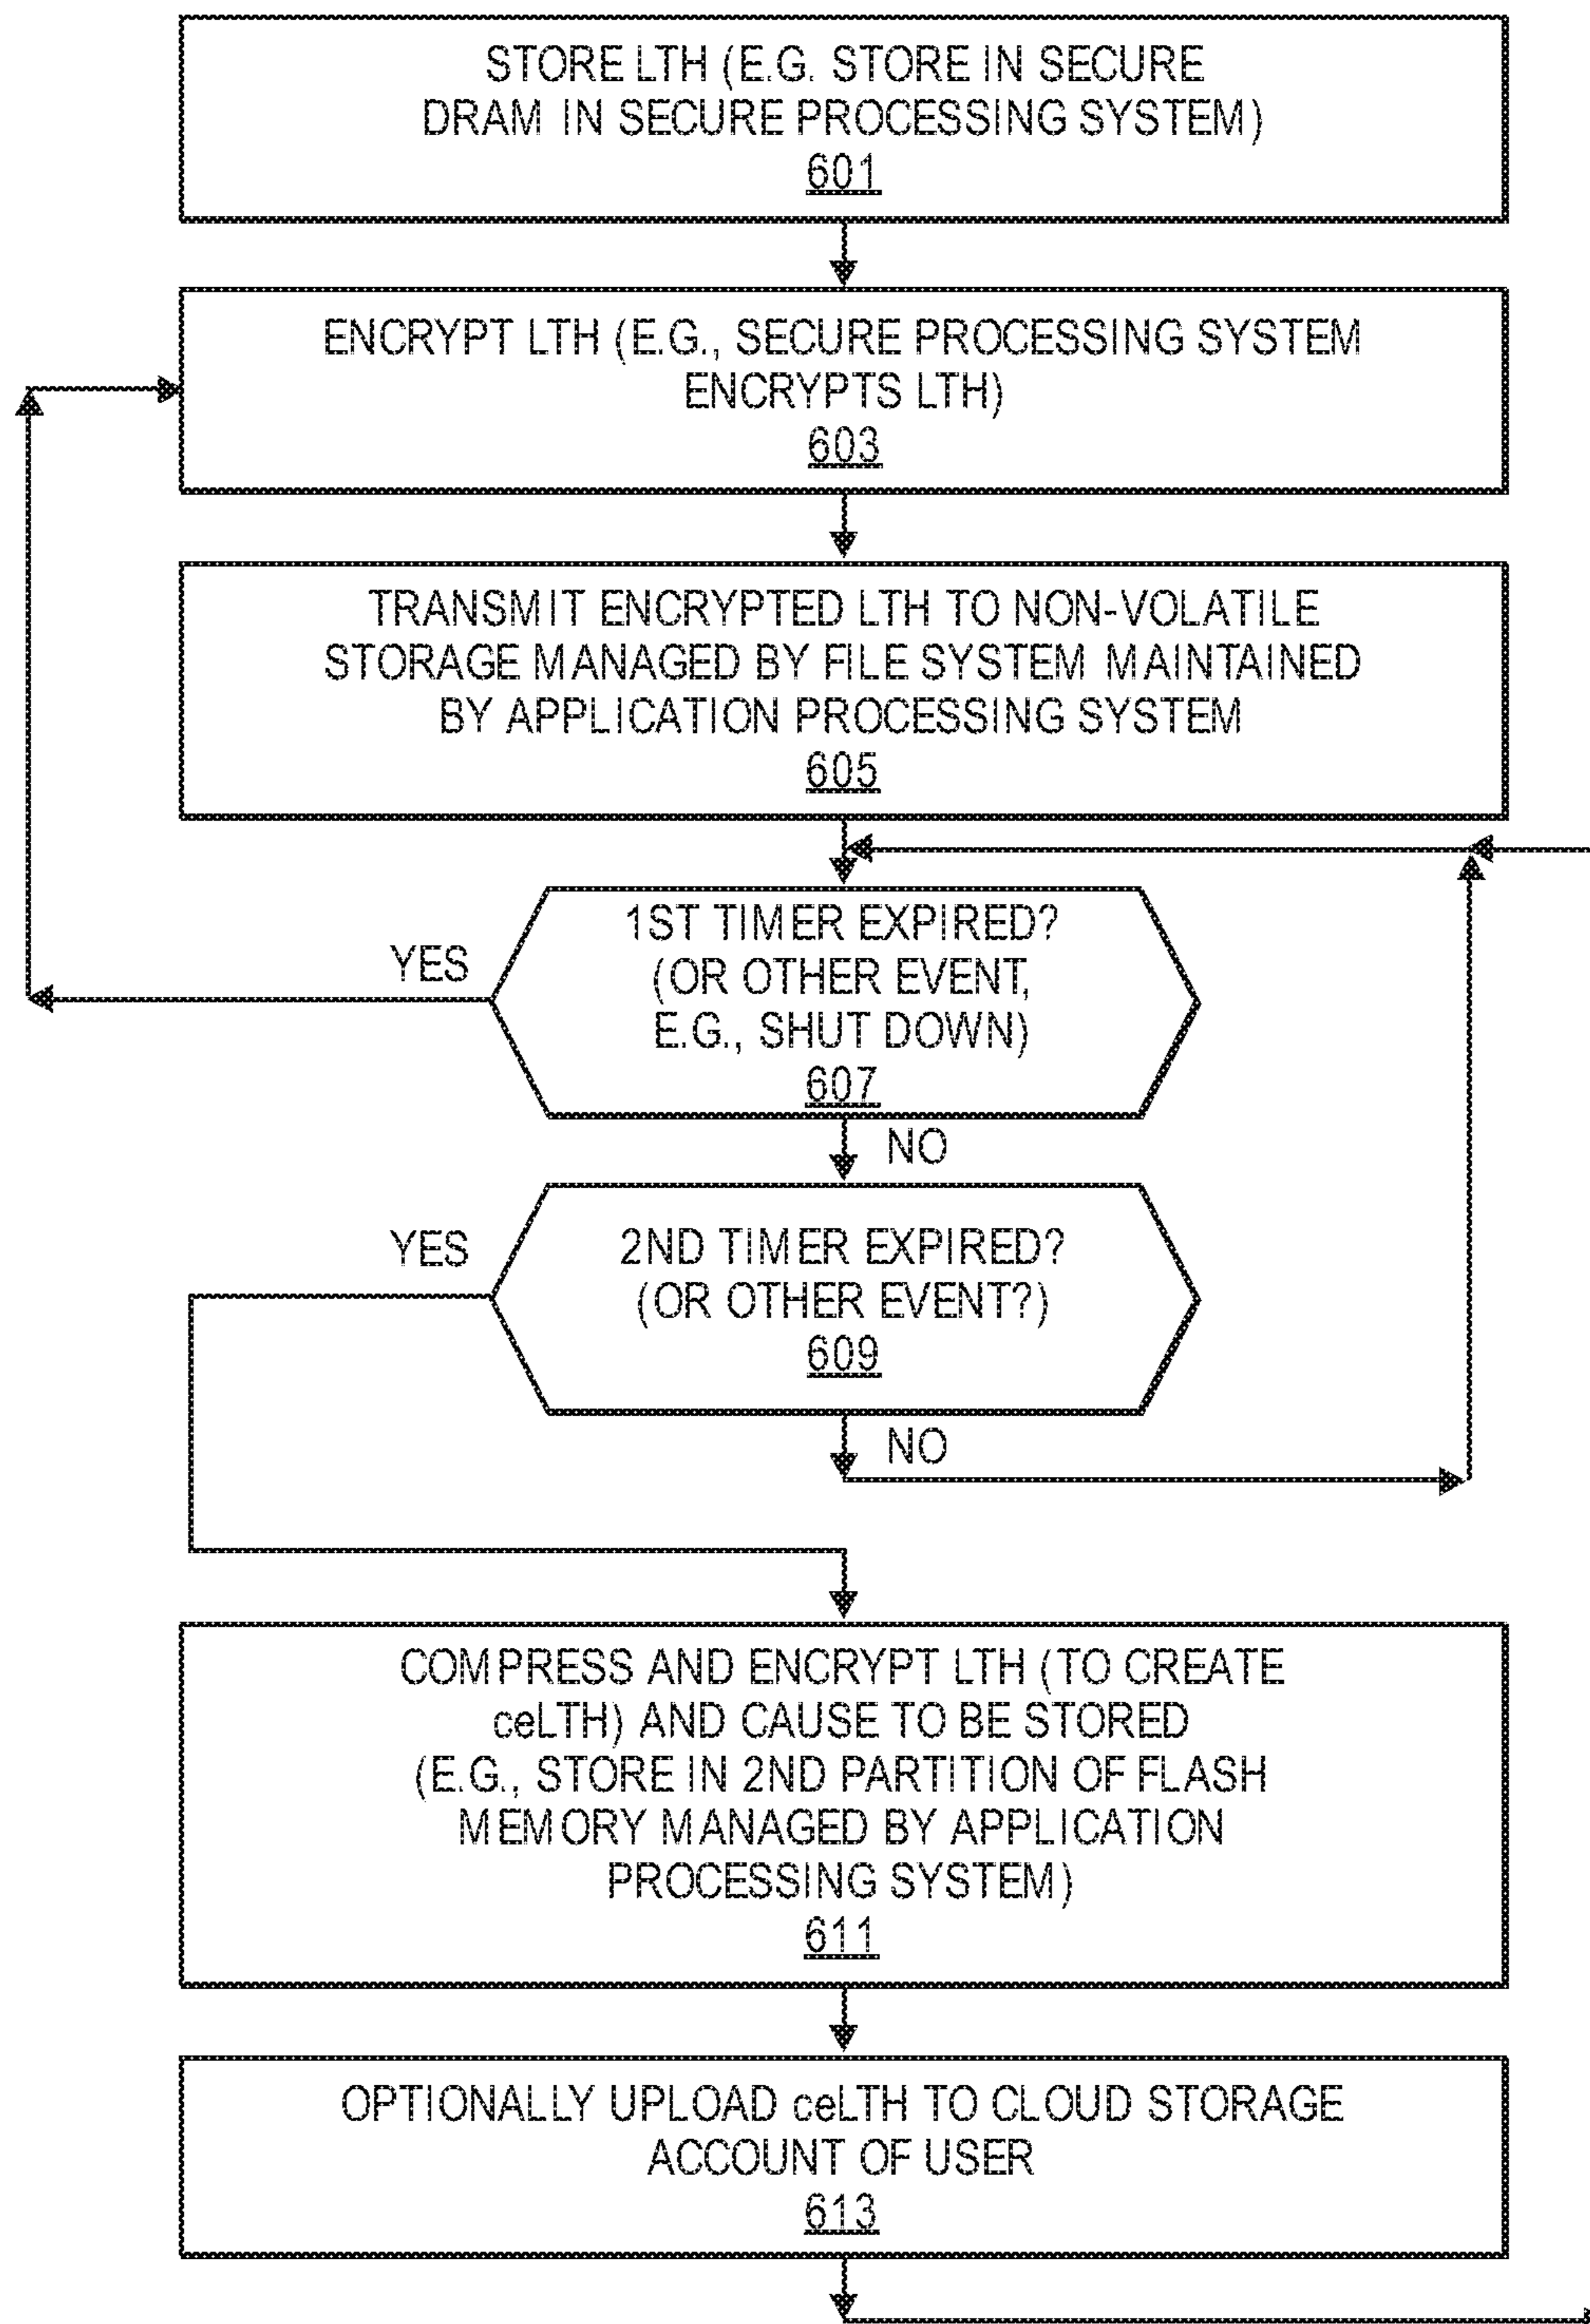 STORE LTH (E.G. STORE IN SECURE
DRAM IN SECURE PROCESSING SYSTEM)
601
ENCRYPT LTH (E.G., SECURE PROCESSING SYSTEM
ENCRYPTS LTH)
603
TRANSMIT ENCRYPTED LTH TO NON-VOLATILE
STORAGE MANAGED BY FILE SYSTEM MAINTAINED
BY APPLICATION PROCESSING SYSTEM
605
1ST TIMER EXPIRED?
YES
(OR OTHER EVENT,
E.G., SHUT DOWN)
607
NO
YES
2ND TIMER EXPIRED?
(OR OTHER EVENT?)
609
NO
COMPRESS AND ENCRYPT LTH (TO CREATE
ceLTH) AND CAUSE TO BE STORED
(E.G., STORE IN 2ND PARTITION OF FLASH
MEMORY MANAGED BY APPLICATION
PROCESSING SYSTEM)
611
OPTIONALLY UPLOAD ceLTH TO CLOUD STORAGE
ACCOUNT OF USER
613